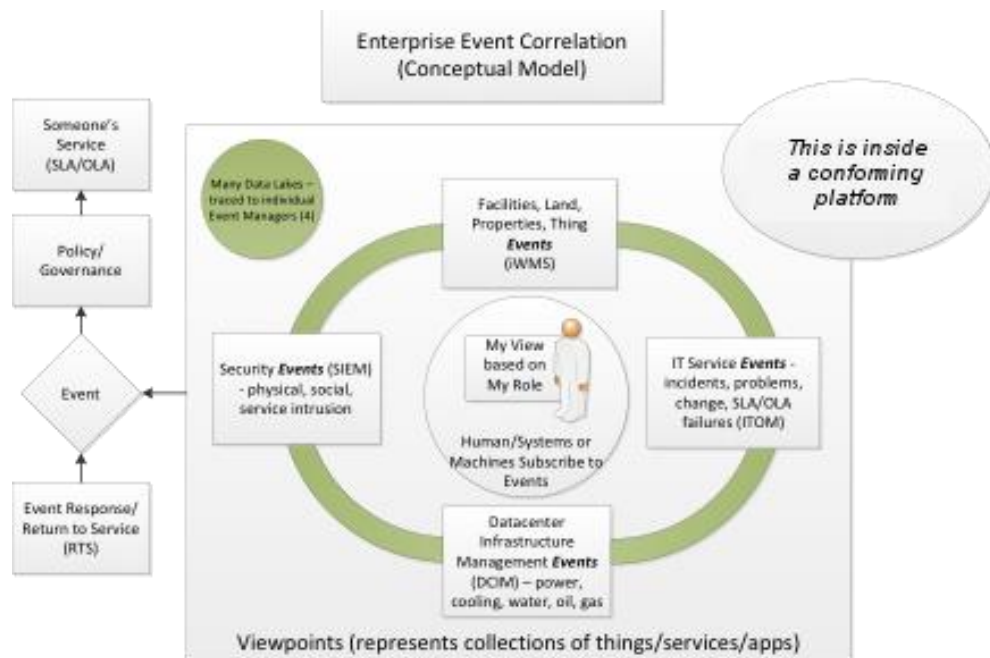 Enterprise Event Correlation
(Conceptual Model)
Someone's
Service
(SLA/OLA)
Policy/
Governance
Event
Event Response/
Return to Service
(RTS)
Many Data Lakes –
traced to individual
Event Managers (4)
This is inside
a conforming
platform
Facilities, Land,
Properties, Thing
Events
(iWMS)
Security Events (SIEM)
- physical, social,
service intrusion
My View
based on
My Role
Human/Systems or
Machines Subscribe to
Events
IT Service Events -
incidents, problems,
change, SLA/OLA
failures (ITOM)
Datacenter
Infrastructure
Management Events
(DCIM) – power,
cooling, water, oil, gas
Viewpoints (represents collections of things/services/apps)